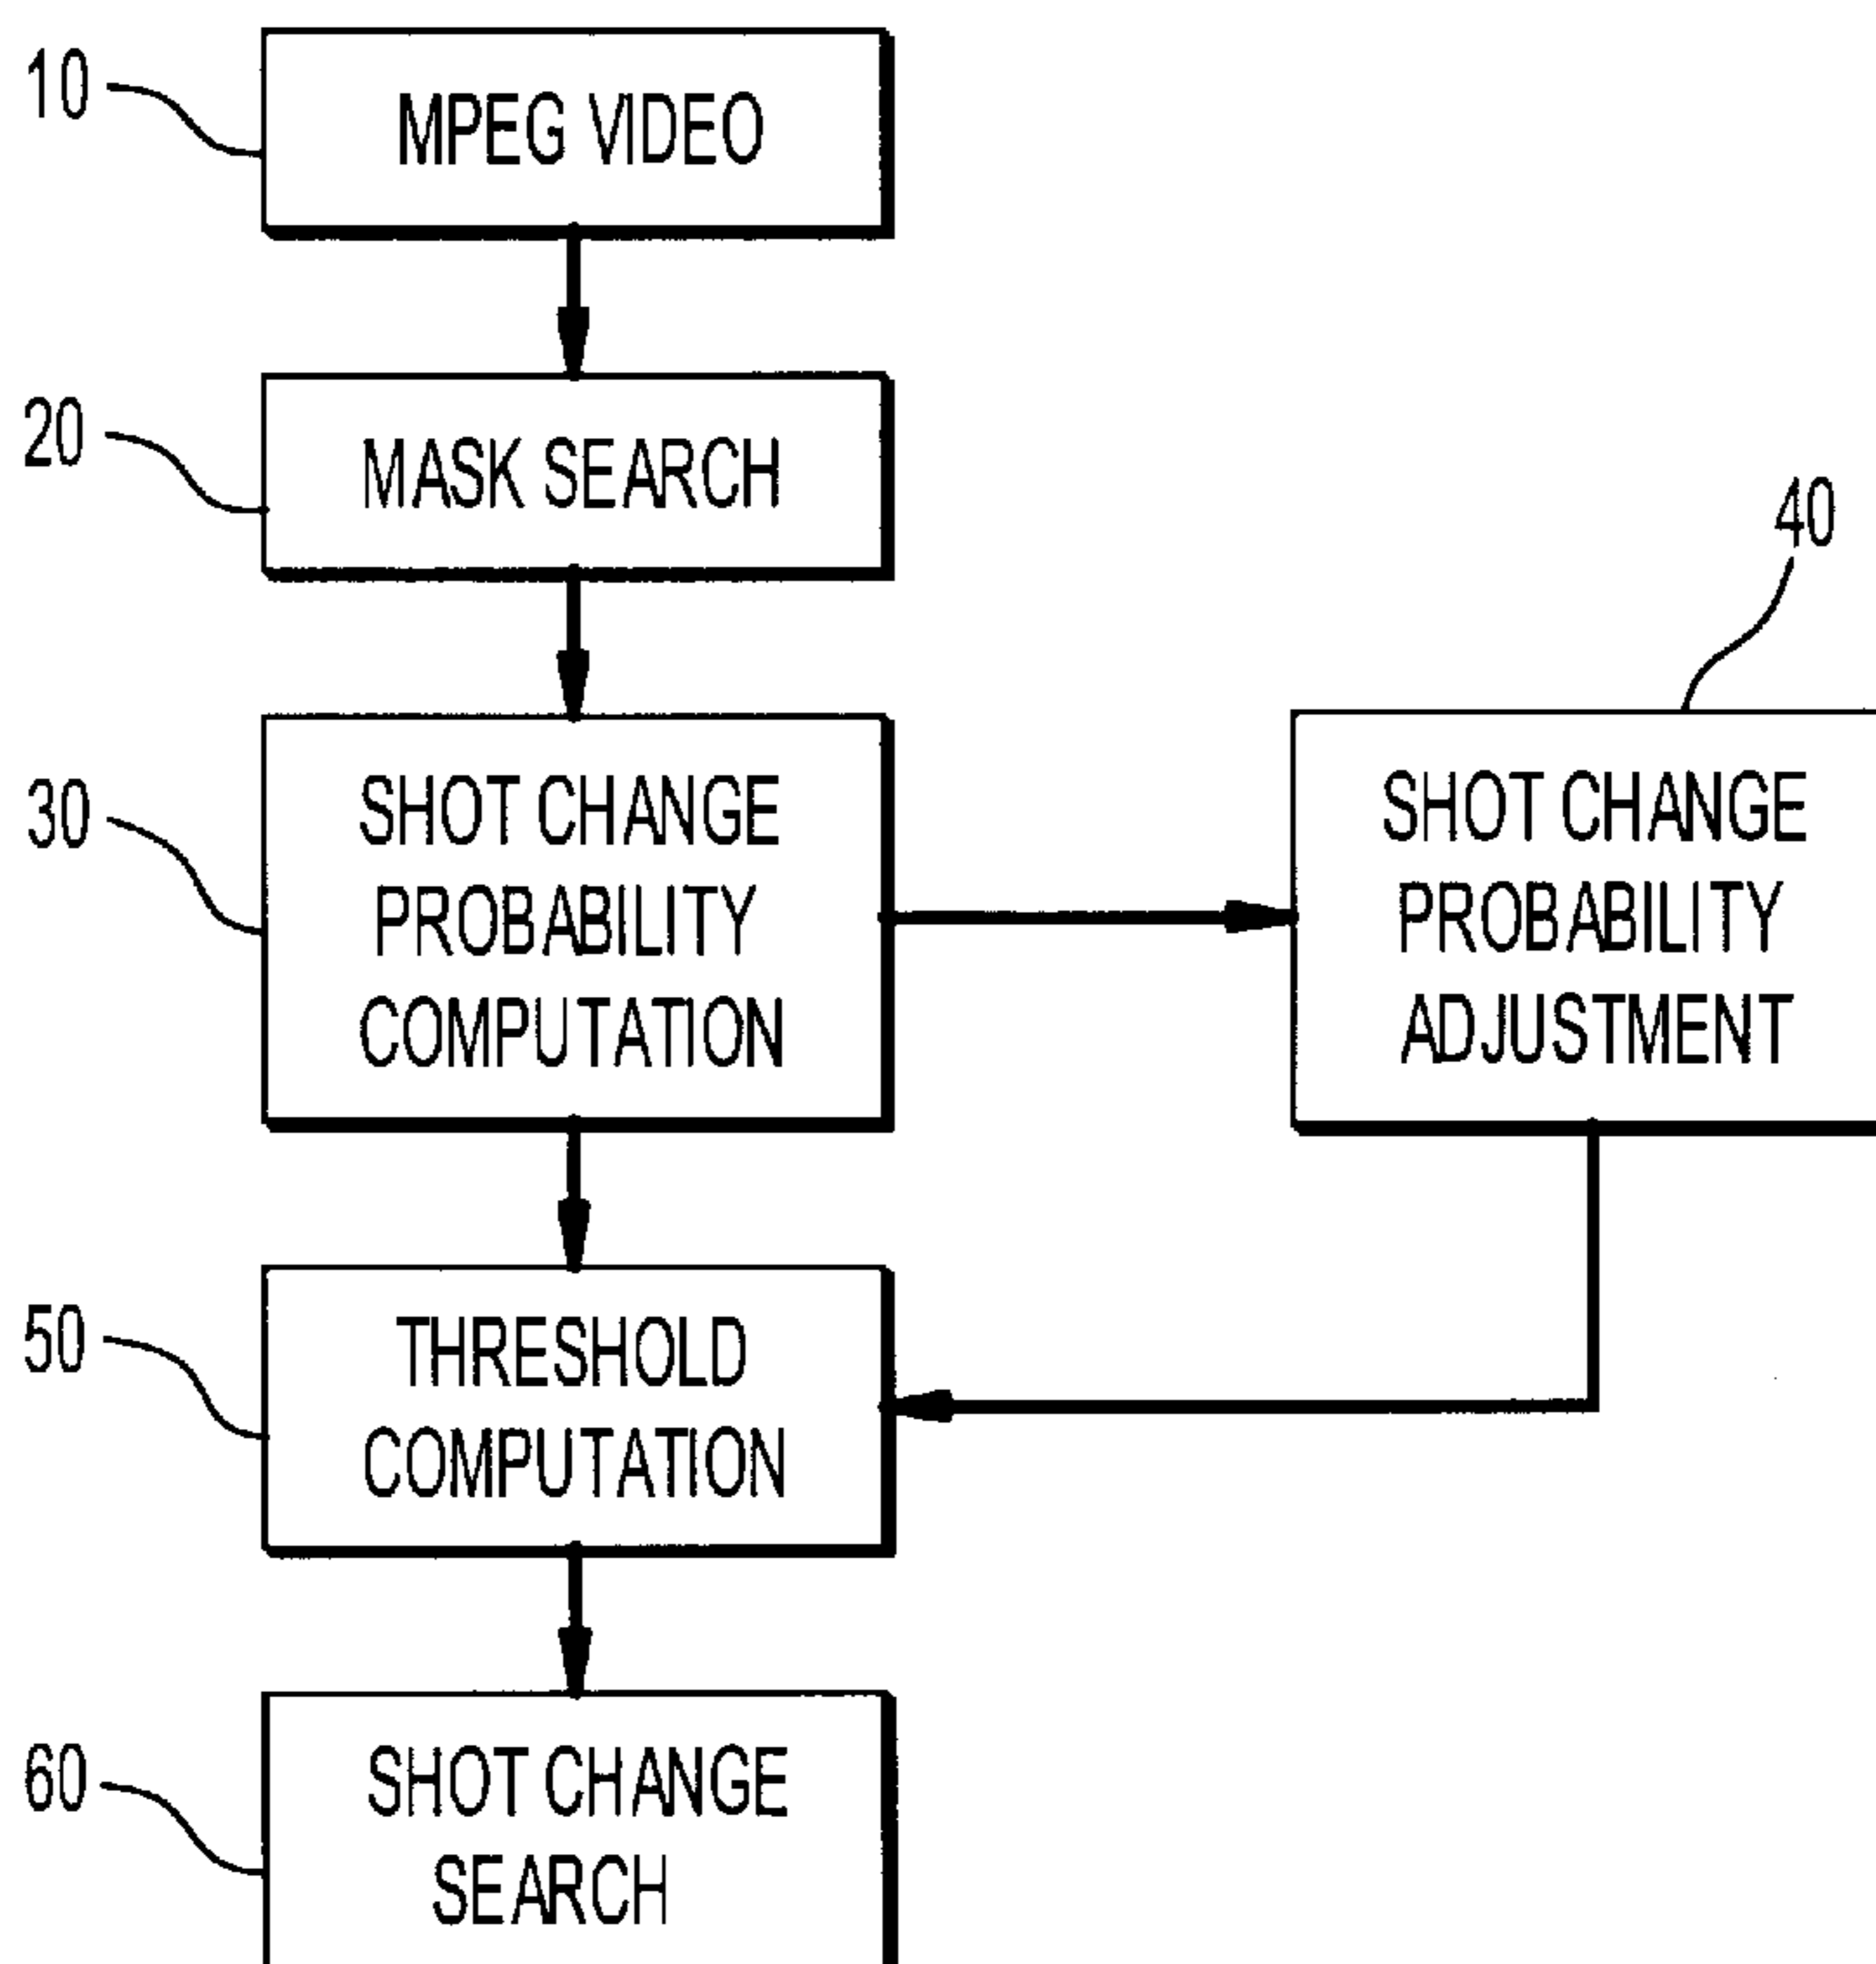 10
MPEG VIDEO
20
MASK SEARCH
40
30
SHOT CHANGE
PROBABILITY
COMPUTATION
SHOT CHANGE
PROBABILITY
ADJUSTMENT
50
THRESHOLD
COMPUTATION
60
SHOT CHANGE
SEARCH